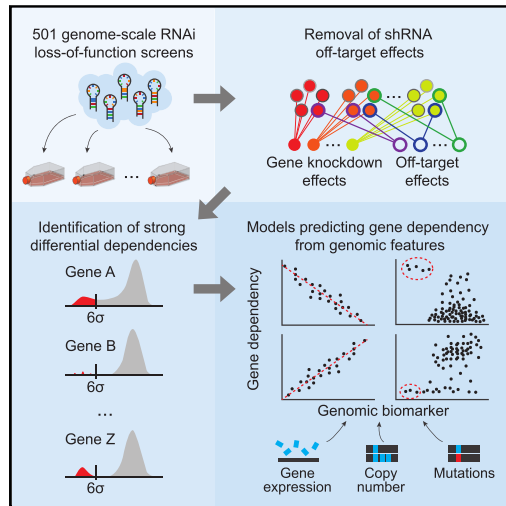 501 genome-scale RNAi
loss-of-function screens
...
Removal of shRNA
off-target effects
... ...
Gene knockdown
effects
Off-target
effects
Identification of strong
differential dependencies
Gene A
6σ
Gene B
6σ
...
Gene Z
6σ
Models predicting gene dependency
from genomic features
Gene dependency
Genomic biomarker
Gene
expression
Copy
number
Mutations